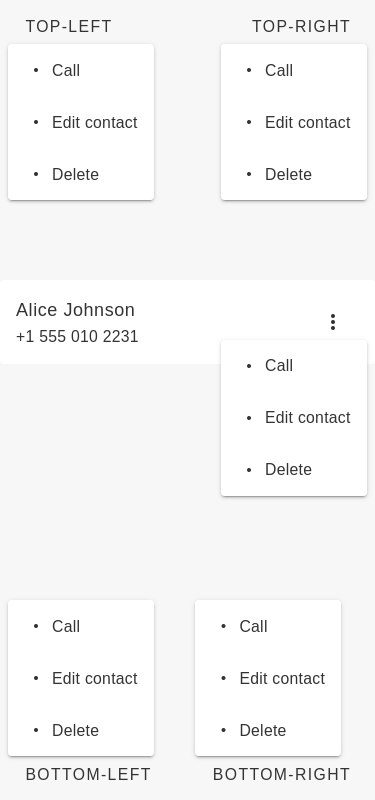 TOP-LEFT
• Call
• Edit contact
• Delete
TOP-RIGHT
• Call
• Edit contact
• Delete
Alice Johnson
+1 555 010 2231
• Call
• Edit contact
• Delete
• Call
• Edit contact
• Delete
BOTTOM-LEFT
• Call
• Edit contact
• Delete
BOTTOM-RIGHT